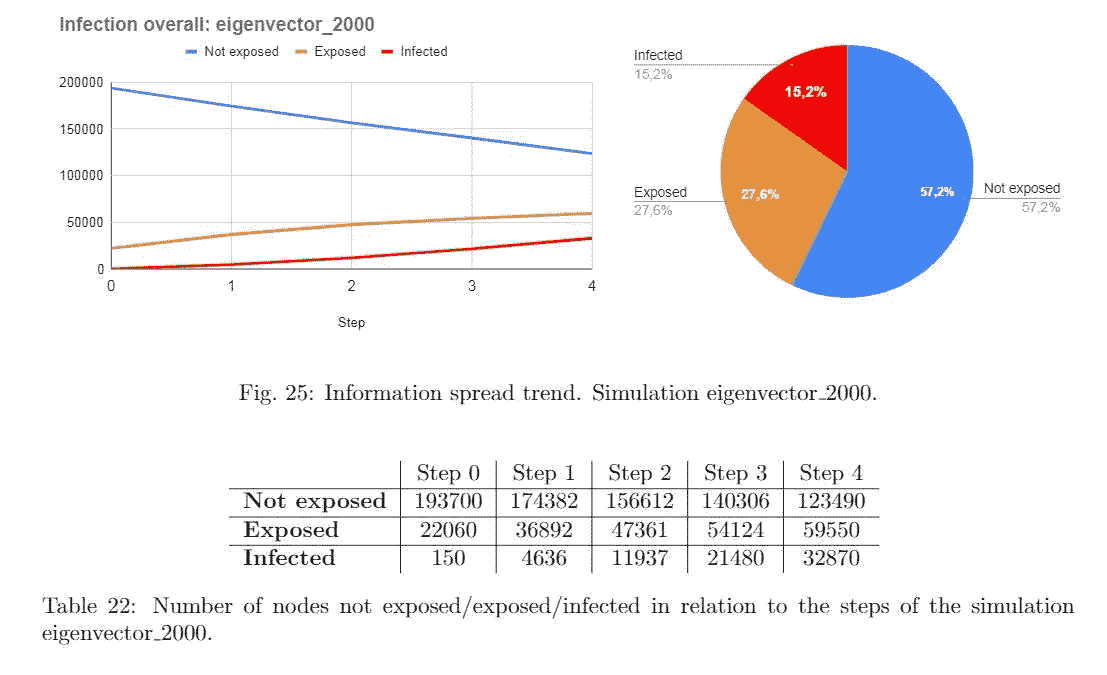 Infection overall: eigenvector_2000
Not exposed Exposed Infected
200000
150000
100000
50000
0
0 1 2 3 4
Step
Infected
15,2%
15,2%
Exposed
27,6%
27,6%
57,2%
Not exposed
57,2%
Fig. 25: Information spread trend. Simulation eigenvector_2000.
Step 0 Step 1 Step 2 Step 3 Step 4
Not exposed 193700 174382 156612 140306 123490
Exposed 22060 36892 47361 54124 59550
Infected 150 4636 11937 21480 32870
Table 22: Number of nodes not exposed/exposed/infected in relation to the steps of the simulation
eigenvector_2000.